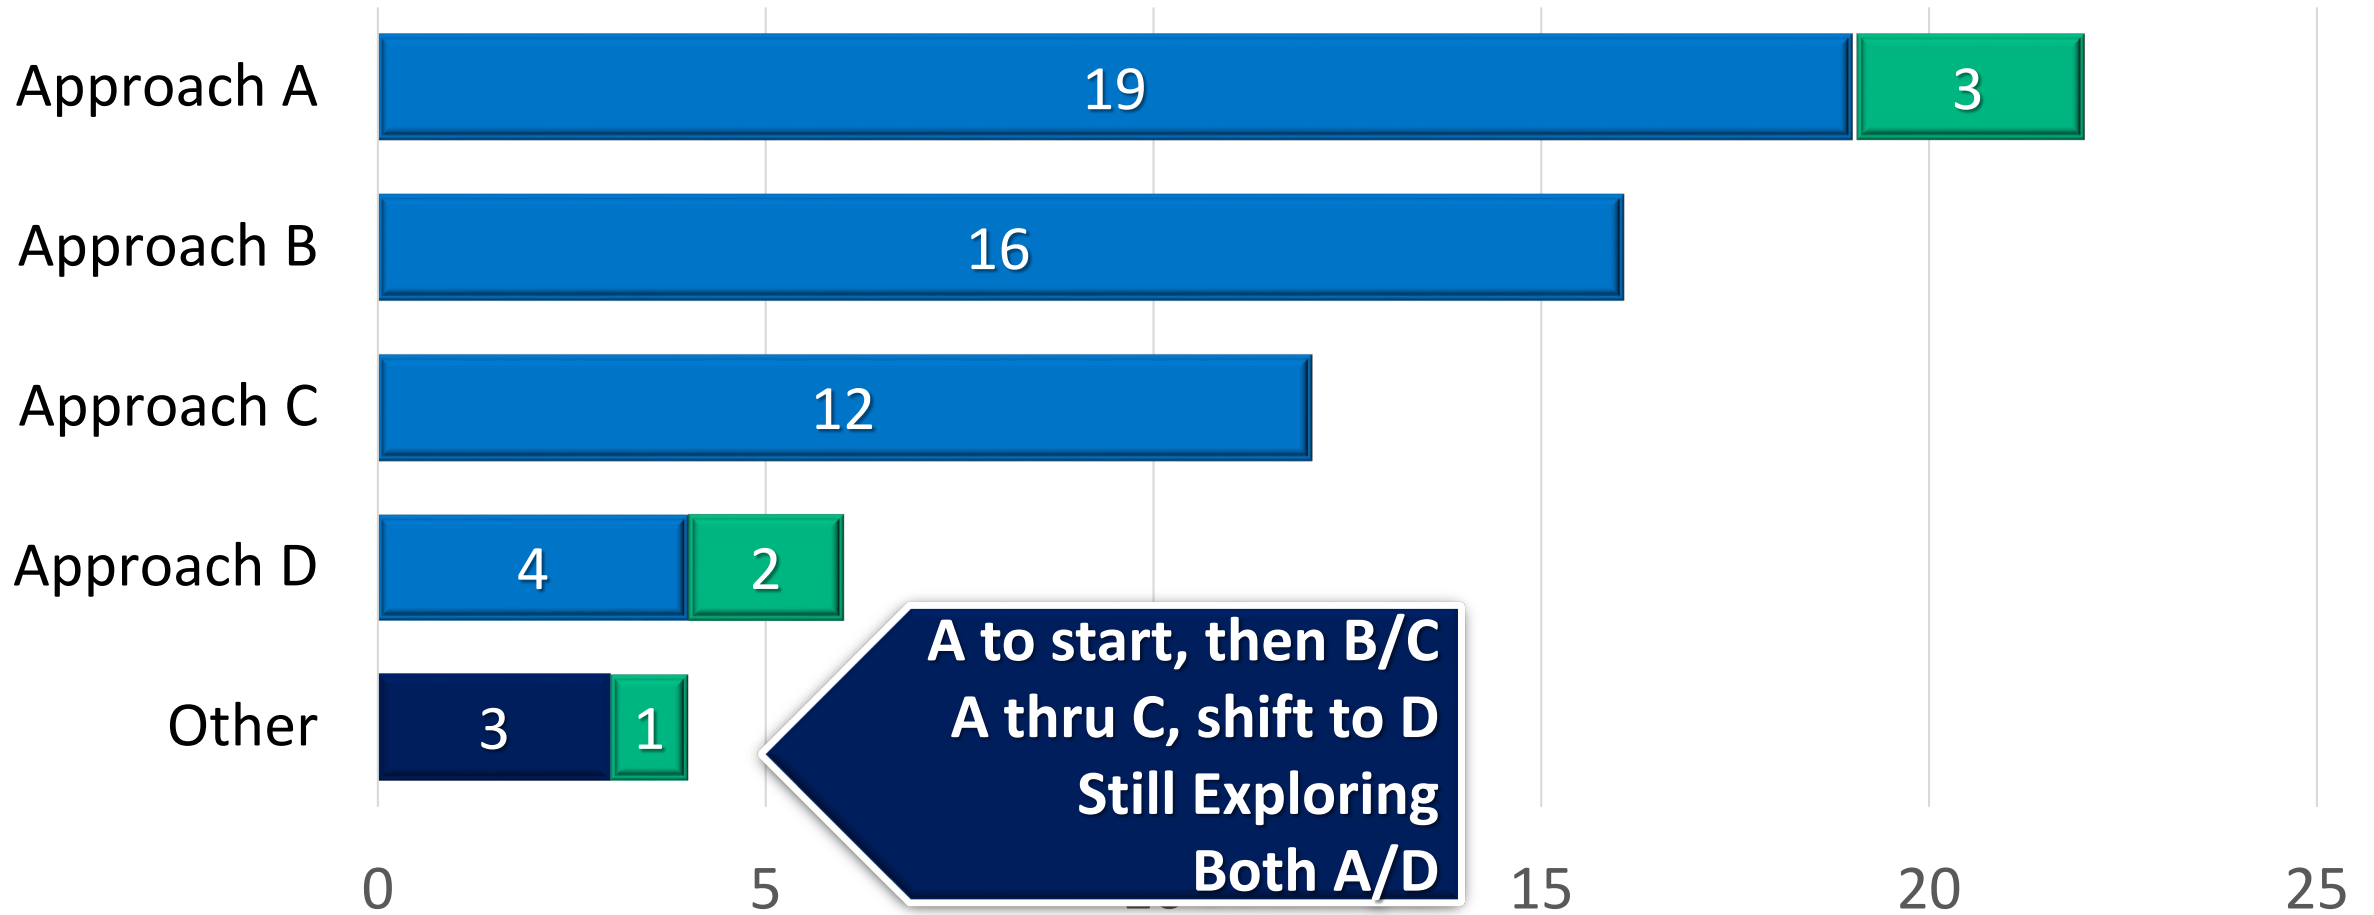 Approach A
19
3
Approach B
16
Approach C
12
Approach D
4
2
Other
3
1
A to start, then B/C
A thru C, shift to D
Still Exploring
Both A/D
0
5
15
20
25